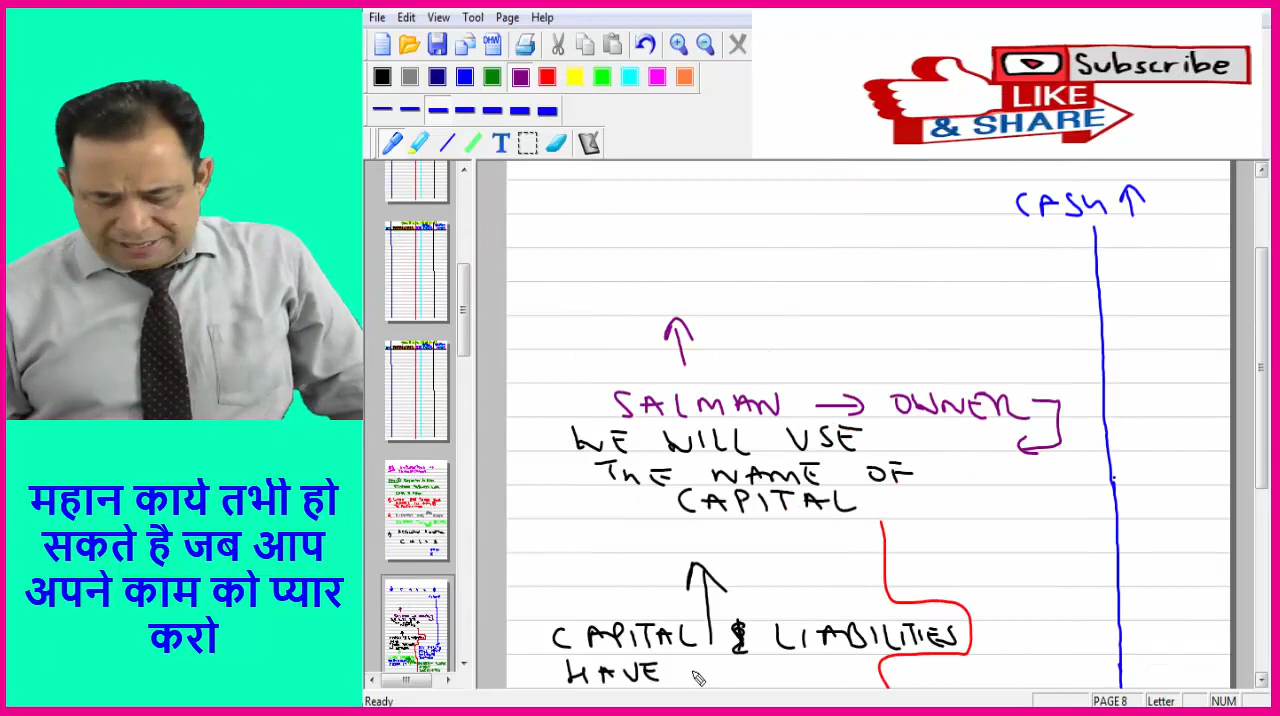 File Edit View Tool Page Help
DHW
Subscribe
LIKE
& SHARE
CASH ↑
SALMAN → OWNER
WE WILL USE
THE NAME OF
CAPITAL
CAPITAL & LIABILITIES
HAVE
महान कार्य तभी हो
सकते है जब आप
अपने काम को प्यार
करो
Ready PAGE 8 Letter NUM